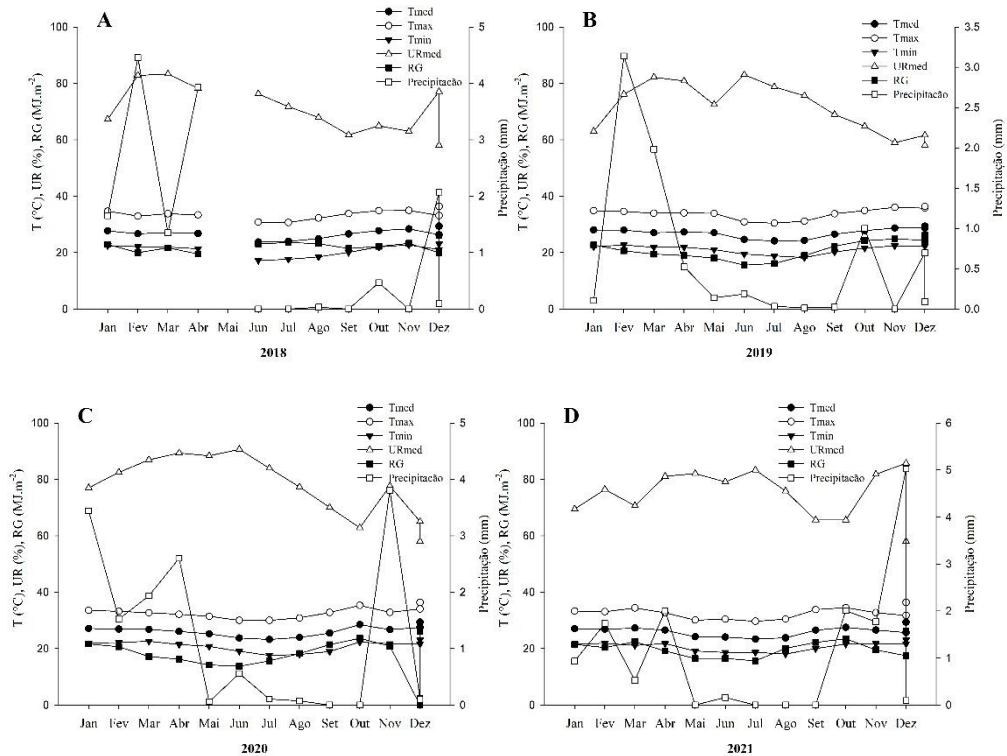 A
T (°C), UR (%), RG (MJ.m⁻²)
100
80
60
40
20
0
Tmed
Tmax
Tmin
URmed
RG
Precipitação
5
4
3
2
1
0
Precipitação (mm)
Jan Fev Mar Abr Mai Jun Jul Ago Set Out Nov Dez
2018
B
T (°C), UR (%), RG (MJ.m⁻²)
100
80
60
40
20
0
Tmed
Tmax
Tmin
URmed
RG
Precipitação
3.5
3.0
2.5
2.0
1.5
1.0
0.5
0.0
Precipitação (mm)
Jan Fev Mar Abr Mai Jun Jul Ago Set Out Nov Dez
2019
C
T (°C), UR (%), RG (MJ.m⁻²)
100
80
60
40
20
0
Tmed
Tmax
Tmin
URmed
RG
Precipitação
5
4
3
2
1
0
Precipitação (mm)
Jan Fev Mar Abr Mai Jun Jul Ago Set Out Nov Dez
2020
D
T (°C), UR (%), RG (MJ.m⁻²)
100
80
60
40
20
0
Tmed
Tmax
Tmin
URmed
RG
Precipitação
6
5
4
3
2
1
0
Precipitação (mm)
Jan Fev Mar Abr Mai Jun Jul Ago Set Out Nov Dez
2021